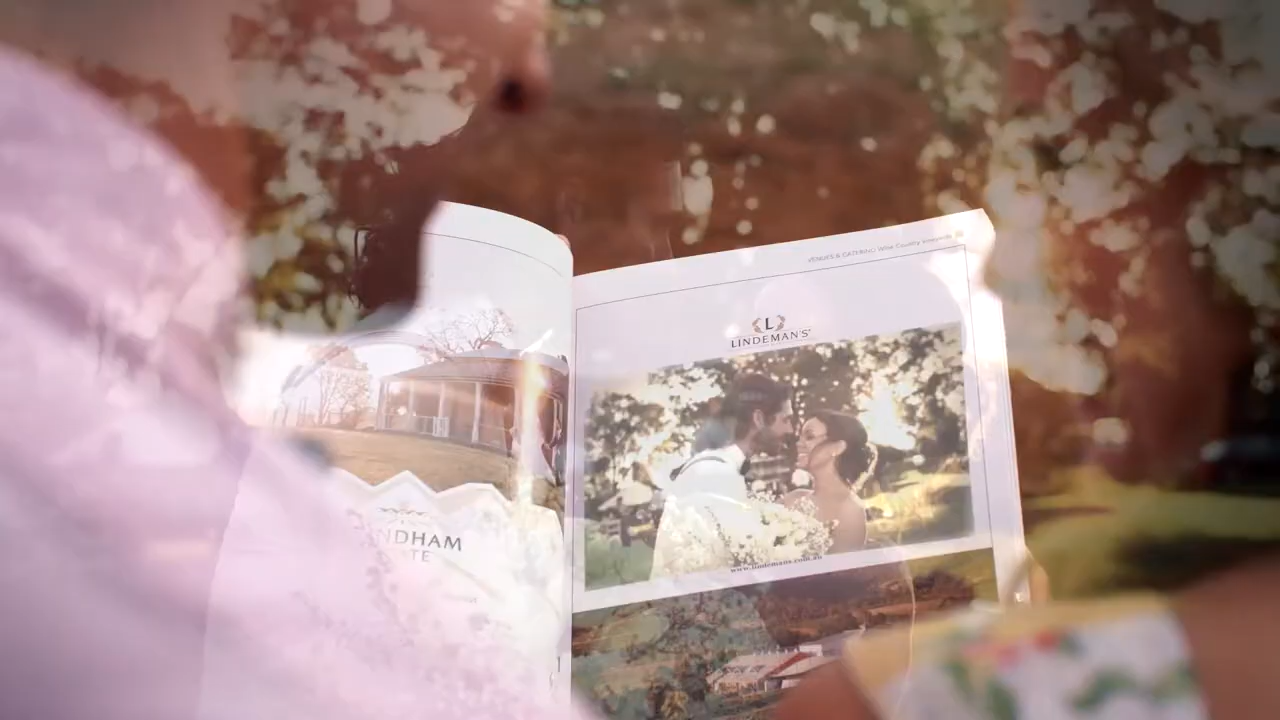 NDHAM
TE
VENUES & CATERING Wine Country Vineyards
L
LINDEMAN'S
www.lindemans.com.au